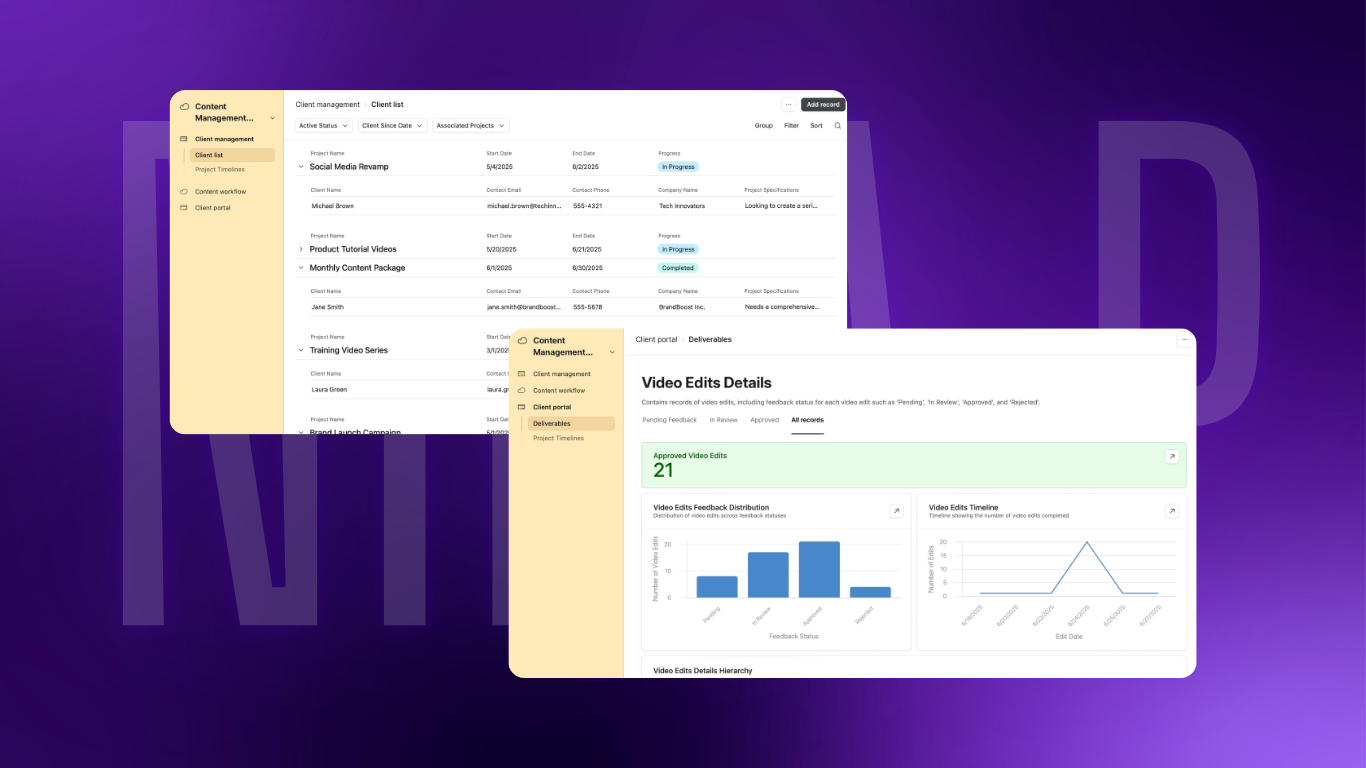 Content
Management...
Client management
Client list
Project Timelines
Content workflow
Client portal
Client management › Client list
... Add record
Active Status Client Since Date Associated Projects Group Filter Sort
Project Name Start Date End Date Progress
Social Media Revamp 5/4/2025 6/2/2025 In Progress
Client Name Contact Email Contact Phone Company Name Project Specifications
Michael Brown michael.brown@techinn... 555-4321 Tech Innovators Looking to create a seri...
Project Name Start Date End Date Progress
Product Tutorial Videos 5/20/2025 6/21/2025 In Progress
Monthly Content Package 6/1/2025 6/30/2025 Completed
Client Name Contact Email Contact Phone Company Name Project Specifications
Jane Smith jane.smith@brandboost... 555-5678 BrandBoost Inc. Needs a comprehensive...
Project Name Start
Training Video Series
Client Name Contact
Laura Green
Project Name Start
Brand Launch Campaign
Content
Management...
Client management
Content workflow
Client portal
Deliverables
Project Timelines
Client portal › Deliverables
...
Video Edits Details
Contains records of video edits, including feedback status for each video edit such as 'Pending', 'In Review', 'Approved', and 'Rejected'.
Pending Feedback In Review Approved All records
Approved Video Edits
21
Video Edits Feedback Distribution
Distribution of video edits across feedback statuses
Number of Video Edits
20
10
0
Pending In Review Approved Rejected
Feedback Status
Video Edits Timeline
Timeline showing the number of video edits completed
Number of Edits
20
15
10
5
0
6/18/2025 6/20/2025 6/22/2025 6/24/2025 6/25/2025 6/27/2025
Edit Date
Video Edits Details Hierarchy